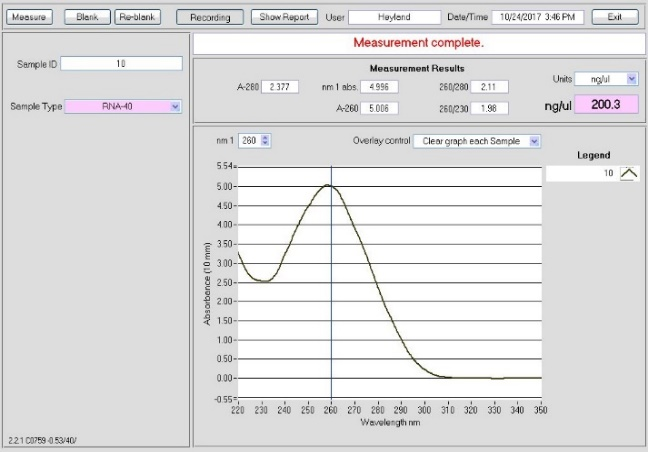 Measure Blank Re-blank Recording Show Report User Heyland Date/Time 10/24/2017 3:46 PM Exit
Measurement complete.
Sample ID 10
Sample Type RNA-40
Measurement Results
A-280 2.377 nm 1 abs. 4.996 260/280 2.11 Units ng/ul
A-260 5.006 260/230 1.98 ng/ul 200.3
nm 1 260 Overlay control Clear graph each Sample
Legend
10
5.54
5.00
4.50
4.00
3.50
3.00
2.50
2.00
1.50
1.00
0.50
0.00
-0.55
Absorbance (10 mm)
220 230 240 250 260 270 280 290 300 310 320 330 340 350
Wavelength nm
2.2.1 C0759 -0.53/40/